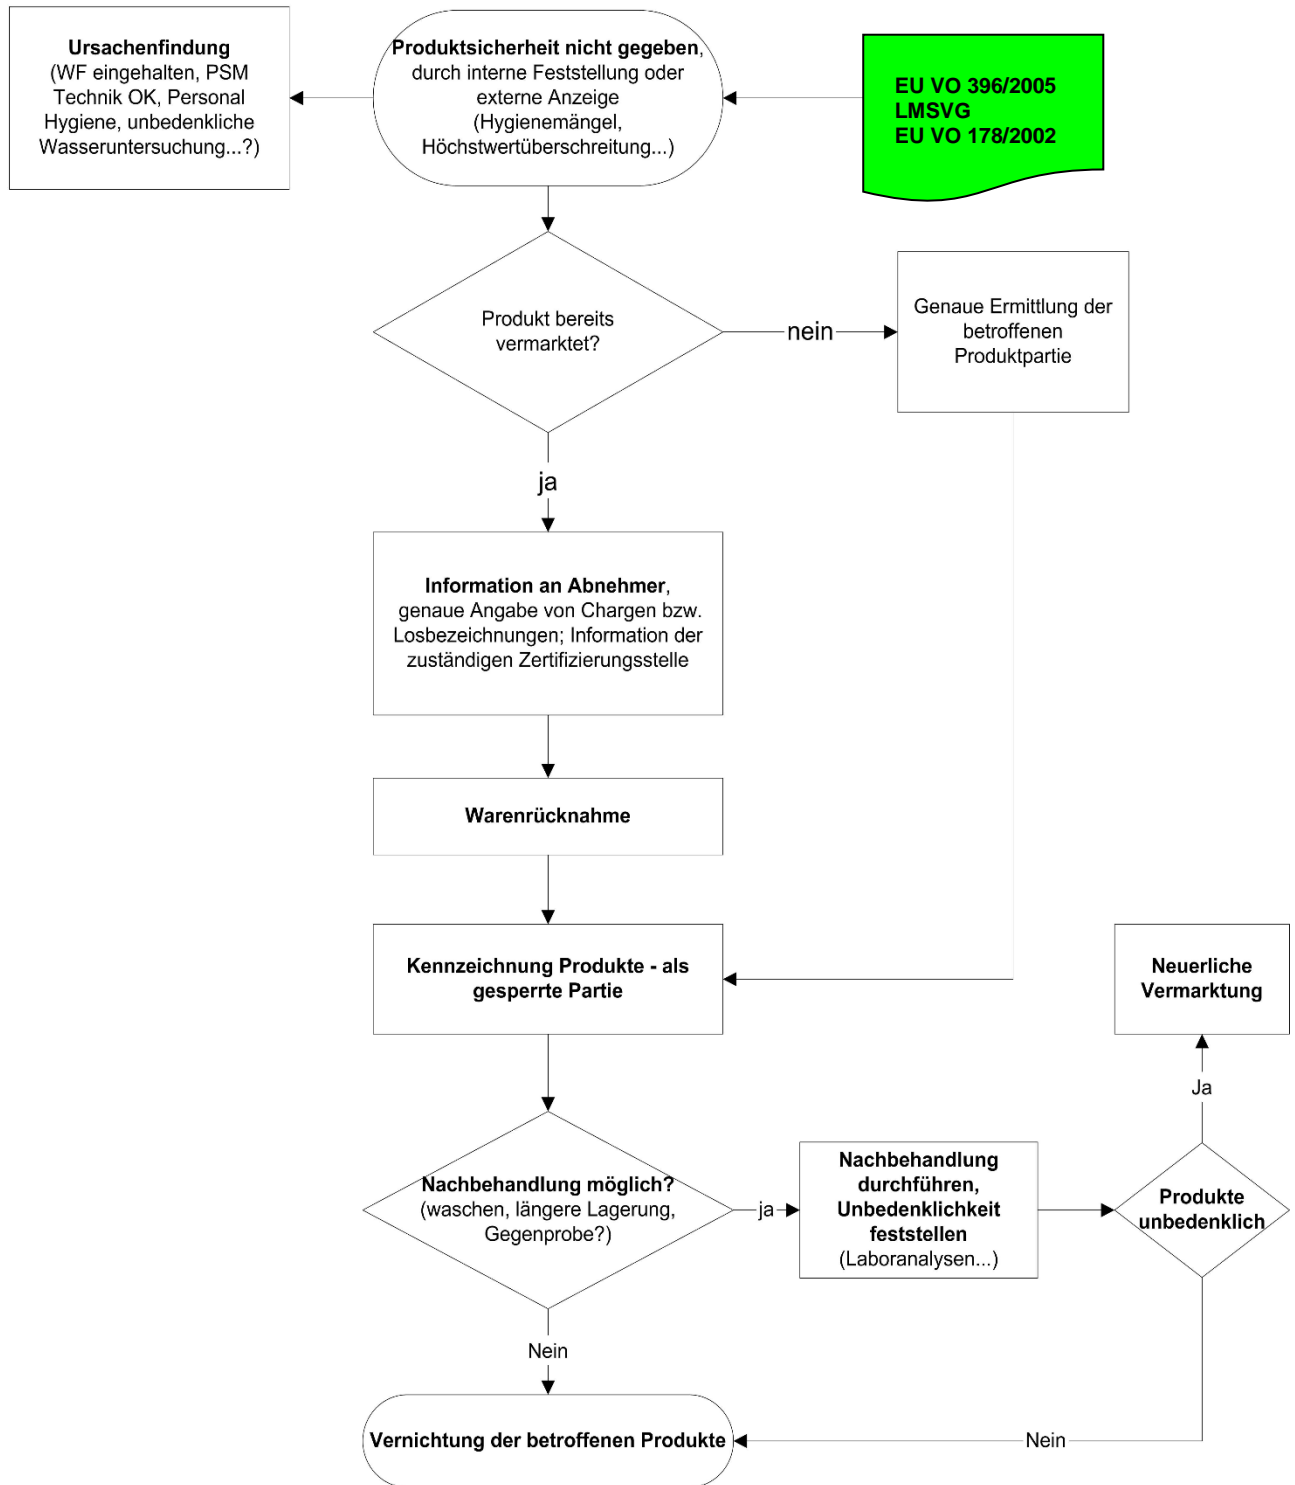 Ursachenfindung
(WF eingehalten, PSM
Technik OK, Personal
Hygiene, unbedenkliche
Wasseruntersuchung...?)
Produktsicherheit nicht gegeben,
durch interne Feststellung oder
externe Anzeige
(Hygienemängel,
Höchstwertüberschreitung...)
EU VO 396/2005
LMSVG
EU VO 178/2002
Produkt bereits
vermarktet?
nein
Genaue Ermittlung der
betroffenen
Produktpartie
ja
Information an Abnehmer,
genaue Angabe von Chargen bzw.
Losbezeichnungen; Information der
zuständigen Zertifizierungsstelle
Warenrücknahme
Kennzeichnung Produkte - als
gesperrte Partie
Neuerliche
Vermarktung
Ja
Nachbehandlung möglich?
(waschen, längere Lagerung,
Gegenprobe?)
ja
Nachbehandlung
durchführen,
Unbedenklichkeit
feststellen
(Laboranalysen...)
Produkte
unbedenklich
Nein
Vernichtung der betroffenen Produkte
Nein